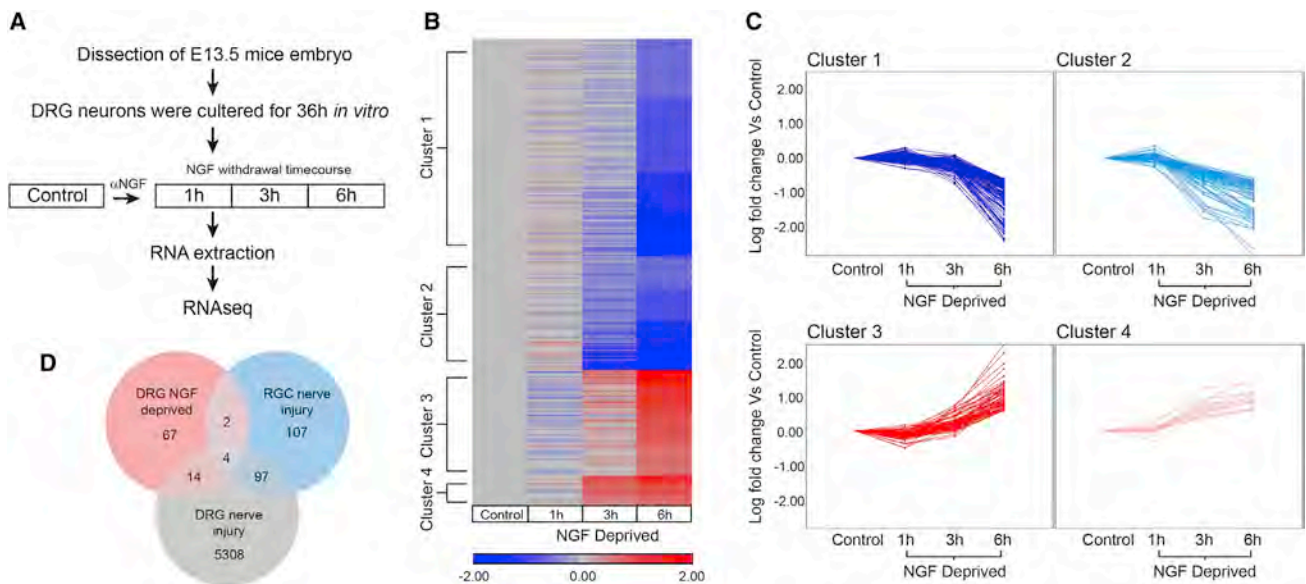 A
Dissection of E13.5 mice embryo
DRG neurons were cultured for 36h in vitro
NGF withdrawal timecourse
Control
αNGF
1h
3h
6h
RNA extraction
RNAseq
B
Cluster 1
Cluster 2
Cluster 3
Cluster 4
Control
1h
3h
6h
NGF Deprived
-2.00
0.00
2.00
C
Cluster 1
Log fold change Vs Control
2.00
1.00
0.00
-1.00
-2.00
Control
1h
3h
6h
NGF Deprived
Cluster 2
Control
1h
3h
6h
NGF Deprived
Cluster 3
Log fold change Vs Control
2.00
1.00
0.00
-1.00
-2.00
Control
1h
3h
6h
NGF Deprived
Cluster 4
Control
1h
3h
6h
NGF Deprived
D
DRG NGF
deprived
67
2
RGC nerve
injury
107
4
14
97
DRG nerve
injury
5308